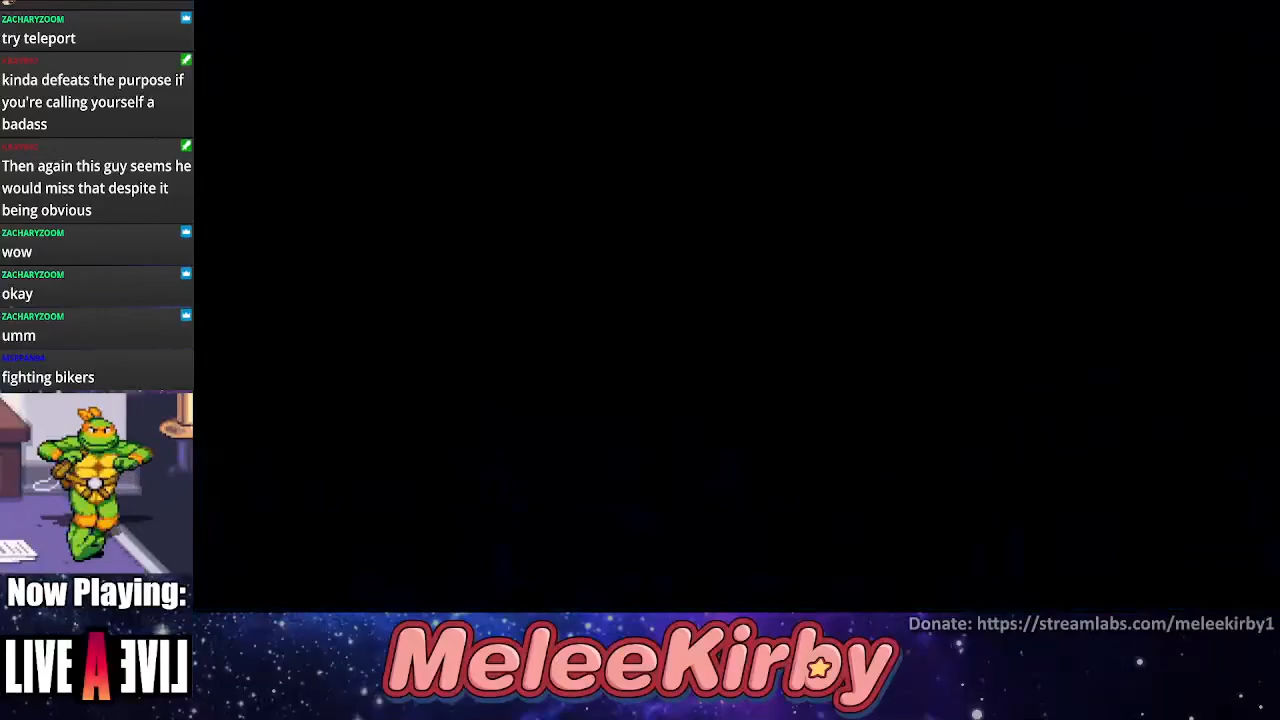 ZACHARYZOOM
try teleport
kinda defeats the purpose if
you're calling yourself a
badass
Then again this guy seems he
would miss that despite it
being obvious
ZACHARYZOOM
wow
ZACHARYZOOM
okay
ZACHARYZOOM
umm
fighting bikers
Now Playing:
LIVE A LIVE
MeleeKirby
Donate: https://streamlabs.com/meleekirby1